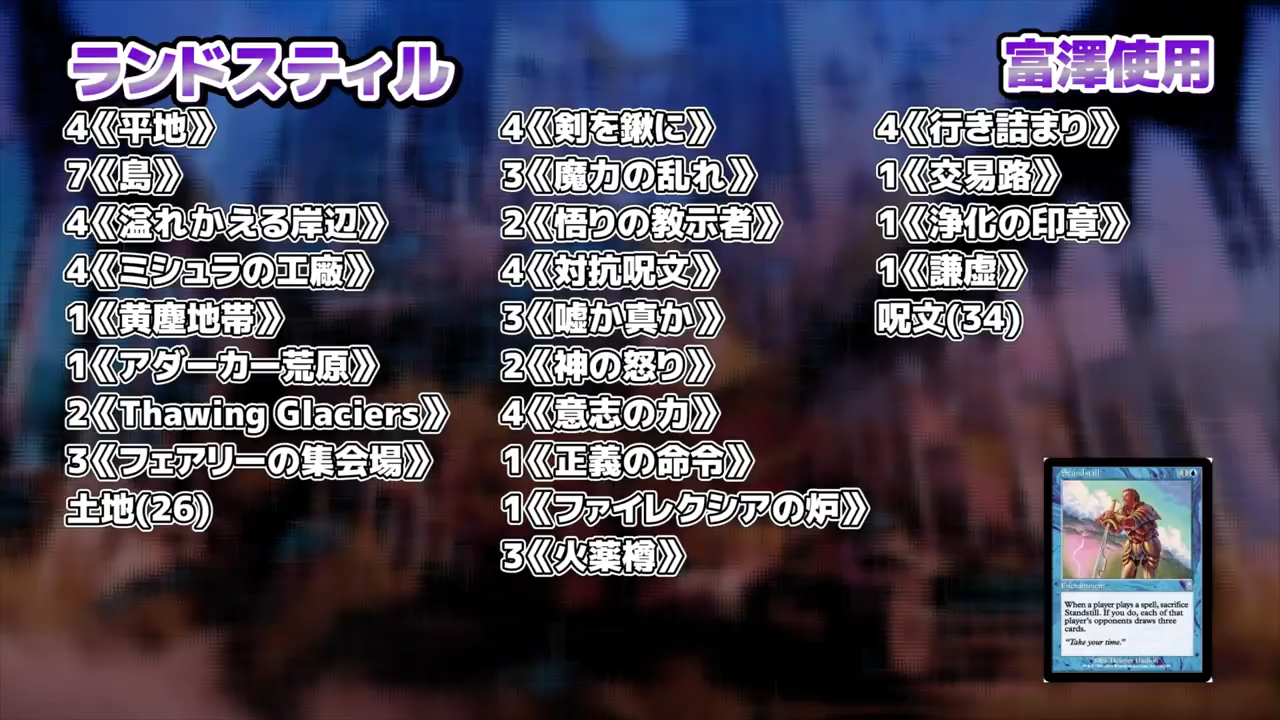 ランドスティル
富澤使用
4《平地》
7《島》
4《溢れかえる岸辺》
4《ミシュラの工廠》
1《黄塵地帯》
1《アダーカー荒原》
2《Thawing Glaciers》
3《フェアリーの集会場》
土地(26)
4《剣を鍬に》
3《魔力の乱れ》
2《悟りの教示者》
4《対抗呪文》
3《嘘か真か》
2《神の怒り》
4《意志の力》
1《正義の命令》
1《ファイレクシアの炉》
3《火薬樽》
4《行き詰まり》
1《交易路》
1《浄化の印章》
1《謙虚》
呪文(34)
Standstill
Enchantment
When a player plays a spell, sacrifice
Standstill. If you do, each of that
player's opponents draws three
cards.
"Take your time."